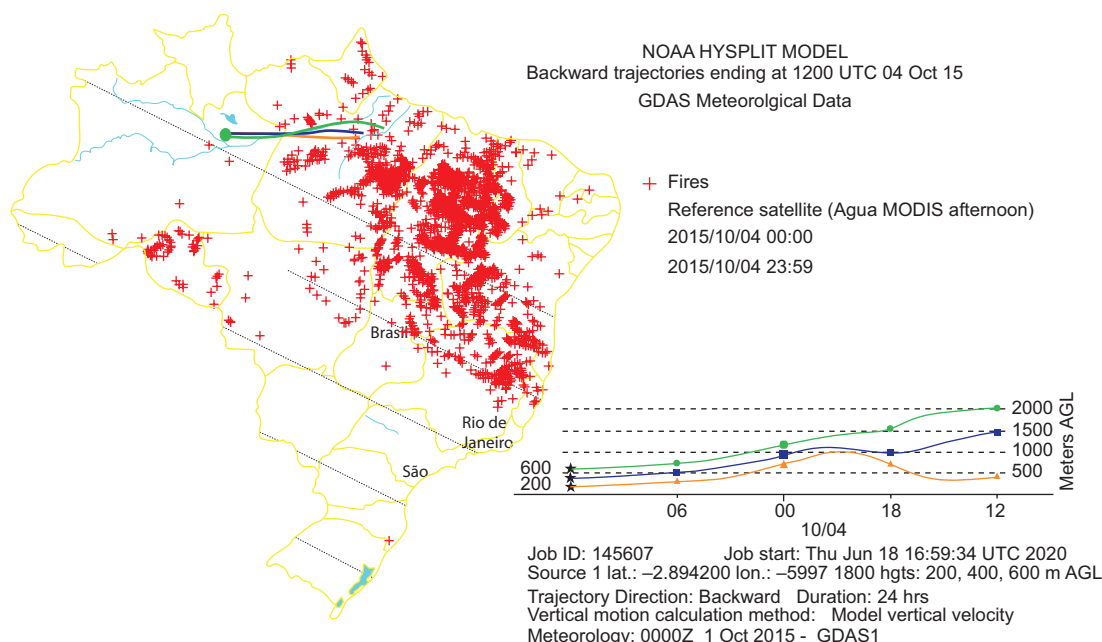 NOAA HYSPLIT MODEL
Backward trajectories ending at 1200 UTC 04 Oct 15
GDAS Meteorolgical Data
+ Fires
Reference satellite (Agua MODIS afternoon)
2015/10/04 00:00
2015/10/04 23:59
Brasil
Rio de
Janeiro
São
2000
1500
1000
500
Meters AGL
600
200
06 00 18 12
10/04
Job ID: 145607 Job start: Thu Jun 18 16:59:34 UTC 2020
Source 1 lat.: –2.894200 lon.: –5997 1800 hgts: 200, 400, 600 m AGL
Trajectory Direction: Backward Duration: 24 hrs
Vertical motion calculation method: Model vertical velocity
Meteorology: 0000Z 1 Oct 2015 - GDAS1